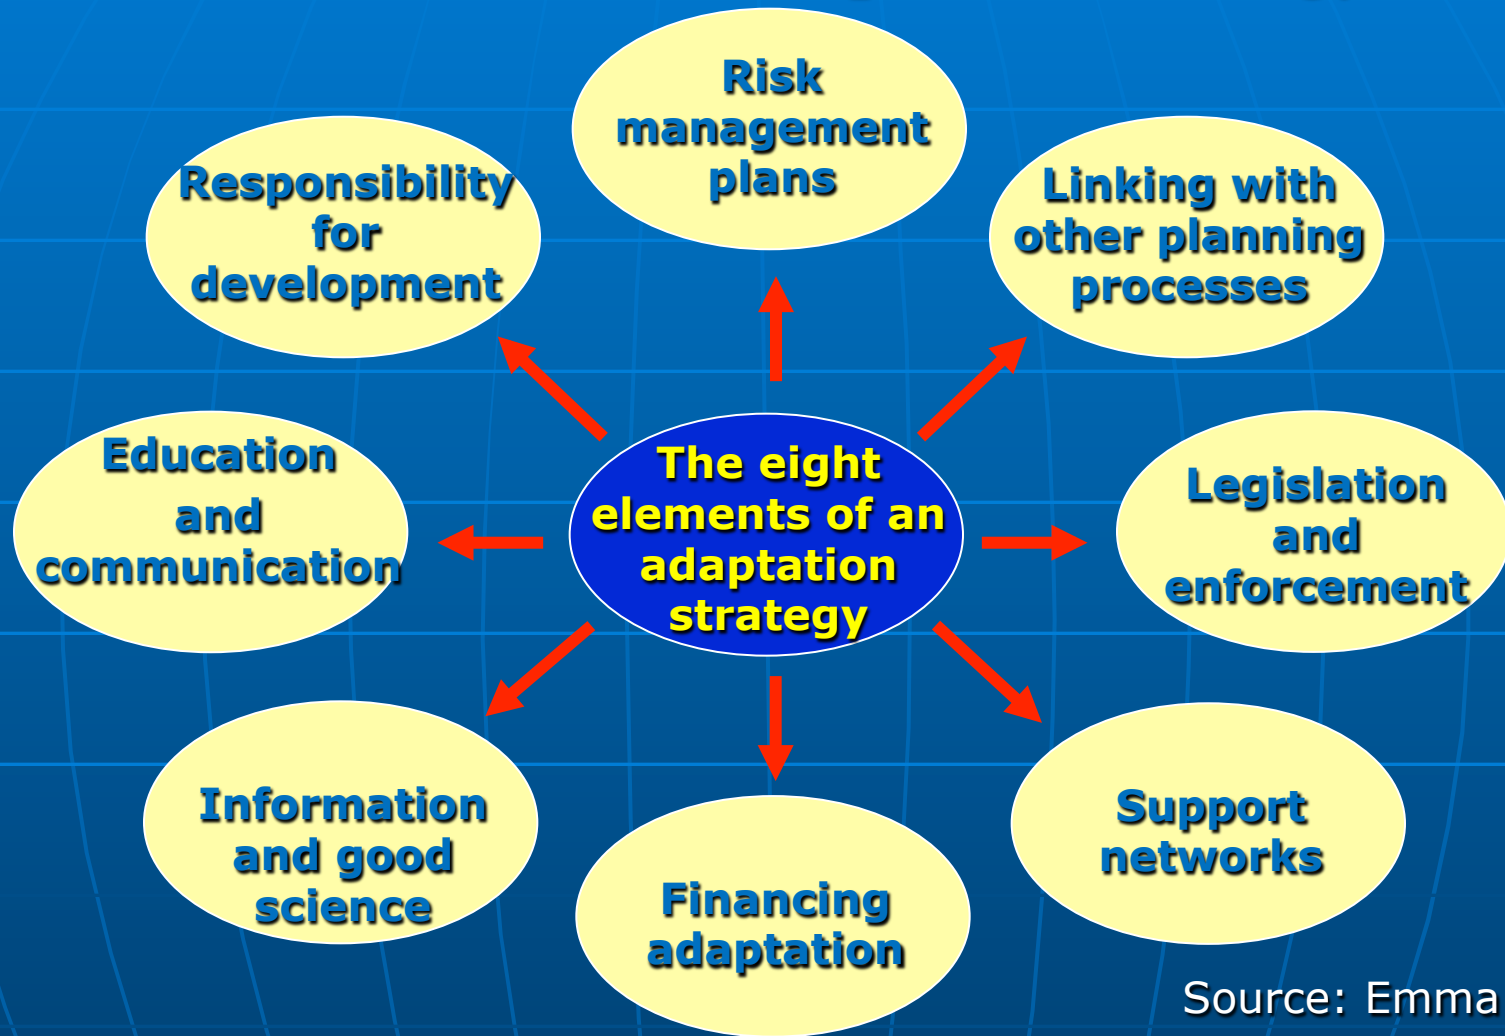 Risk
management
plans
Responsibility
for
development
Linking with
other planning
processes
Education
and
communication
The eight
elements of an
adaptation
strategy
Legislation
and
enforcement
Information
and good
science
Financing
adaptation
Support
networks
Source: Emma